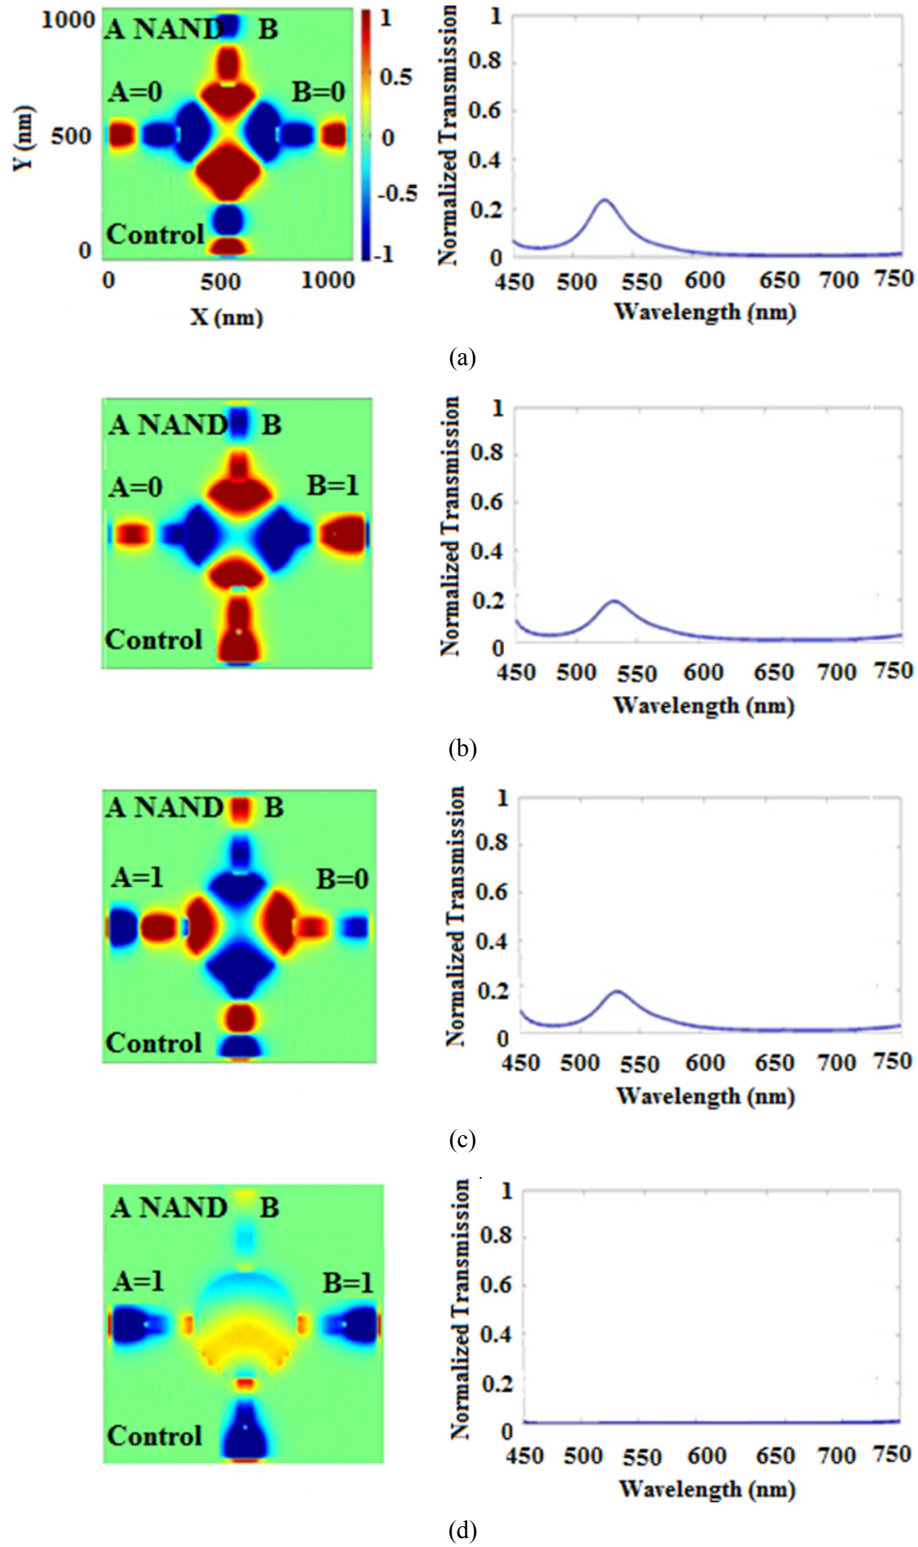 1000
A NAND B
1
A=0 B=0
0.5
Y (nm)
500
0
-0.5
Control
0
-1
0 500 1000
X (nm)
Normalized Transmission
1
0.8
0.6
0.4
0.2
0
450 500 550 600 650 700 750
Wavelength (nm)
(a)
A NAND B
A=0 B=1
Control
Normalized Transmission
1
0.8
0.6
0.4
0.2
0
450 500 550 600 650 700 750
Wavelength (nm)
(b)
A NAND B
A=1 B=0
Control
Normalized Transmission
1
0.8
0.6
0.4
0.2
0
450 500 550 600 650 700 750
Wavelength (nm)
(c)
A NAND B
A=1 B=1
Control
Normalized Transmission
1
0.8
0.6
0.4
0.2
0
450 500 550 600 650 700 750
Wavelength (nm)
(d)